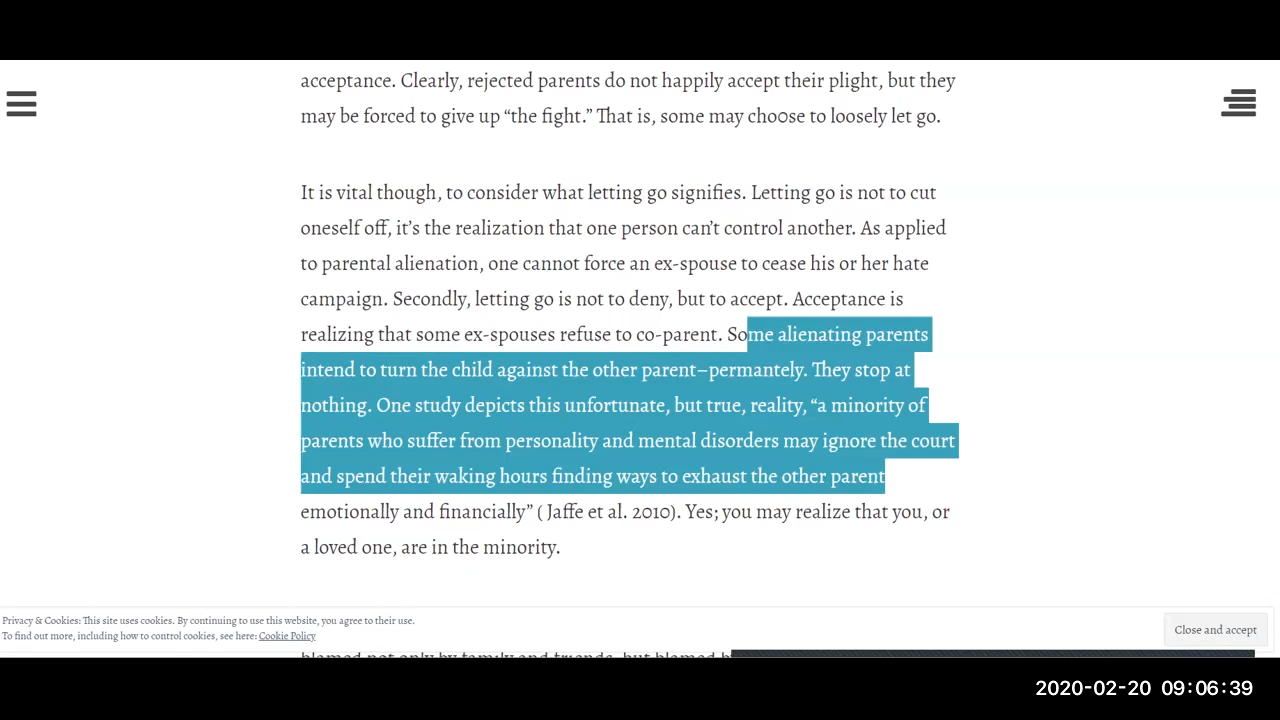 acceptance. Clearly, rejected parents do not happily accept their plight, but they
may be forced to give up “the fight.” That is, some may choose to loosely let go.
It is vital though, to consider what letting go signifies. Letting go is not to cut
oneself off, it’s the realization that one person can’t control another. As applied
to parental alienation, one cannot force an ex-spouse to cease his or her hate
campaign. Secondly, letting go is not to deny, but to accept. Acceptance is
realizing that some ex-spouses refuse to co-parent. Some alienating parents
intend to turn the child against the other parent–permantely. They stop at
nothing. One study depicts this unfortunate, but true, reality, “a minority of
parents who suffer from personality and mental disorders may ignore the court
and spend their waking hours finding ways to exhaust the other parent
emotionally and financially” ( Jaffe et al. 2010). Yes; you may realize that you, or
a loved one, are in the minority.
Privacy & Cookies: This site uses cookies. By continuing to use this website, you agree to their use.
To find out more, including how to control cookies, see here: Cookie Policy
Close and accept
blamed not only by family and friends, but blamed b
2020-02-20 09:06:39